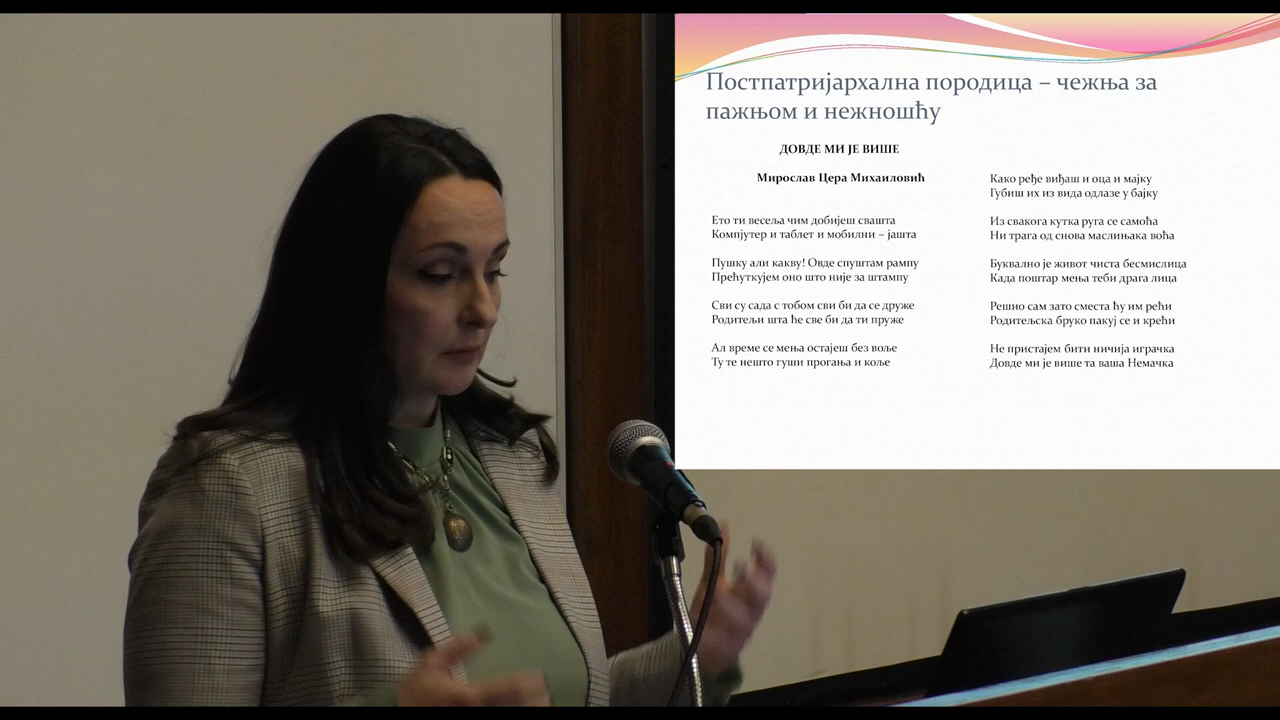 Постпатријархална породица – чежња за
пажњом и нежношћу
ДОВДЕ МИ ЈЕ ВИШЕ
Мирослав Цера Михаиловић
Ето ти весеља чим добијеш свашта
Компјутер и таблет и мобилни – јашта
Пушку али какву! Овде спуштам рампу
Прећуткујем оно што није за штампу
Сви су сада с тобом сви би да се друже
Родитељи шта ће све би да ти пруже
Ал време се мења остајеш без воље
Ту те нешто гуши прогања и коље
Како ређе виђаш и оца и мајку
Губиш их из вида одлазе у бајку
Из свакога кутка руга се самоћа
Ни трага од снова маслињака воћа
Буквално је живот чиста бесмислица
Када поштар мења теби драга лица
Решио сам зато сместа ћу им рећи
Родитељска бруко пакуј се и крећи
Не пристајем бити ничија играчка
Довде ми је више та ваша Немачка